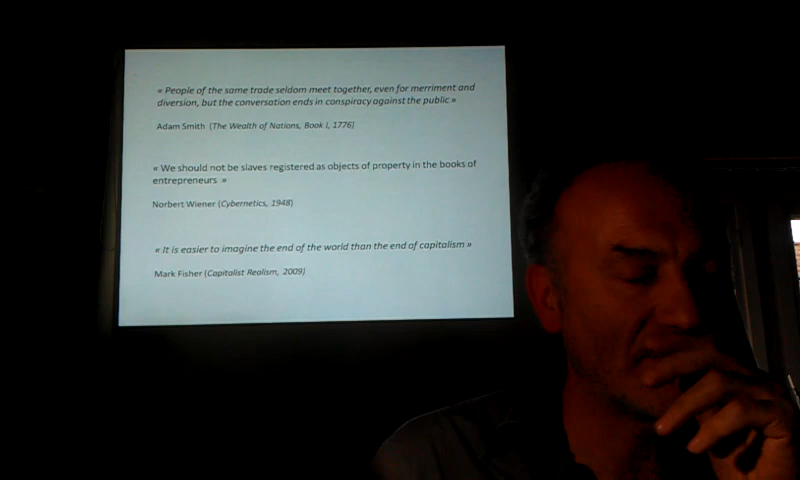 « People of the same trade seldom meet together, even for merriment and
diversion, but the conversation ends in conspiracy against the public »
Adam Smith (The Wealth of Nations, Book I, 1776)
« We should not be slaves registered as objects of property in the books of
entrepreneurs »
Norbert Wiener (Cybernetics, 1948)
« It is easier to imagine the end of the world than the end of capitalism »
Mark Fisher (Capitalist Realism, 2009)